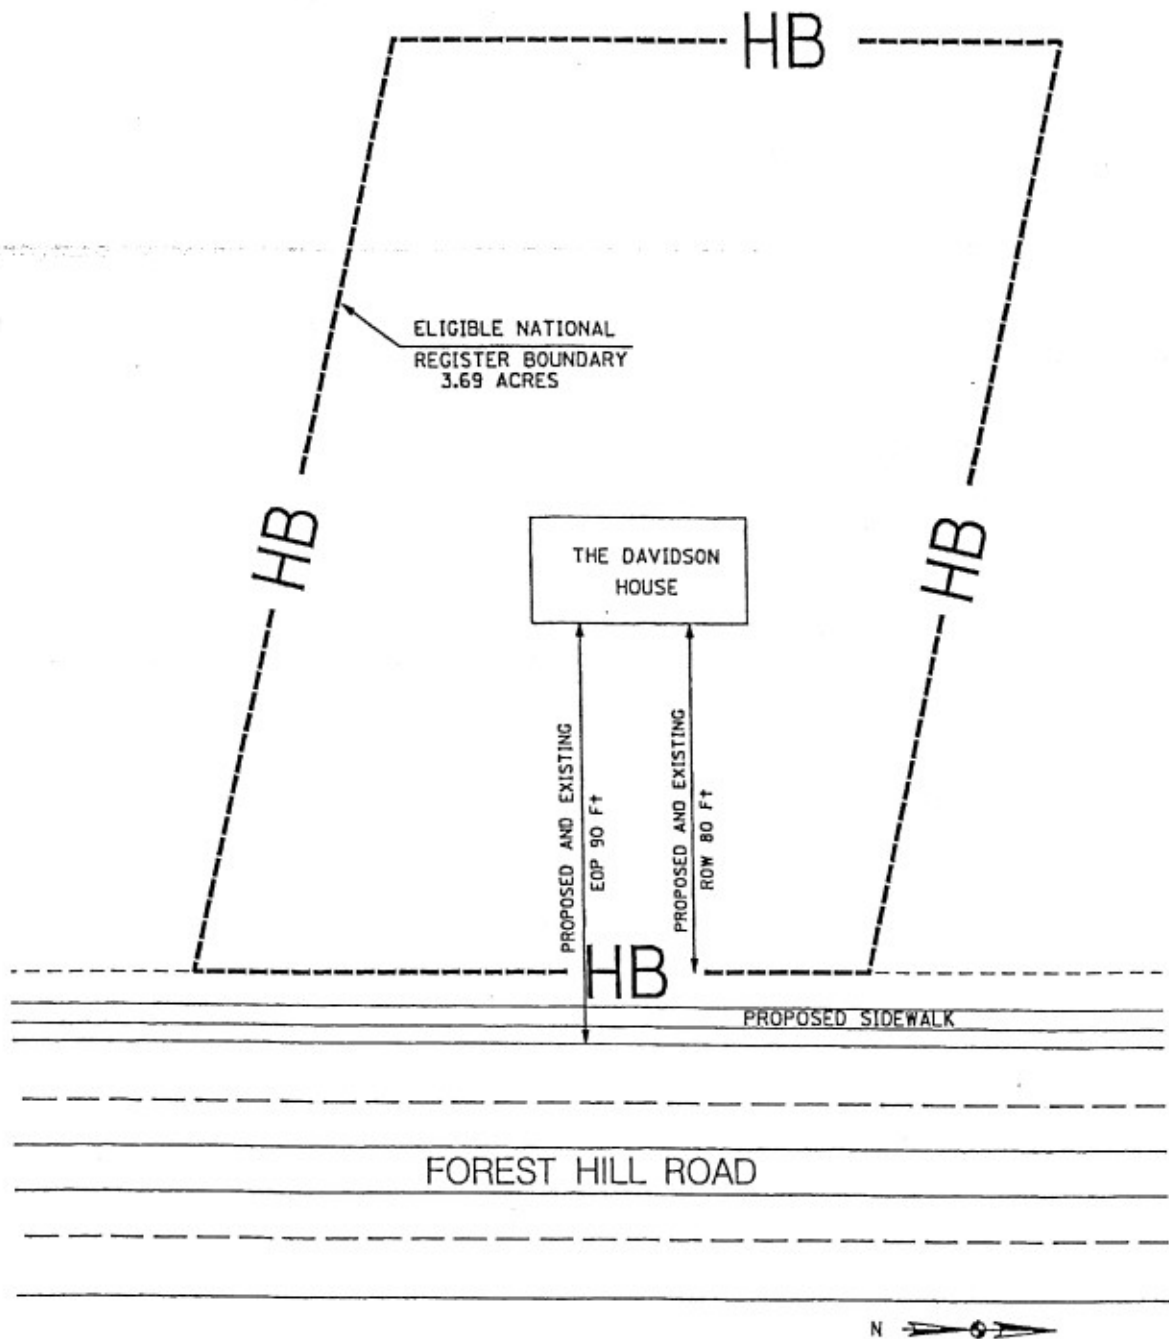 HB
ELIGIBLE NATIONAL
REGISTER BOUNDARY
3.69 ACRES
HB
HB
THE DAVIDSON
HOUSE
PROPOSED AND EXISTING
EOP 90 Ft
PROPOSED AND EXISTING
ROW 80 Ft
HB
PROPOSED SIDEWALK
FOREST HILL ROAD
N